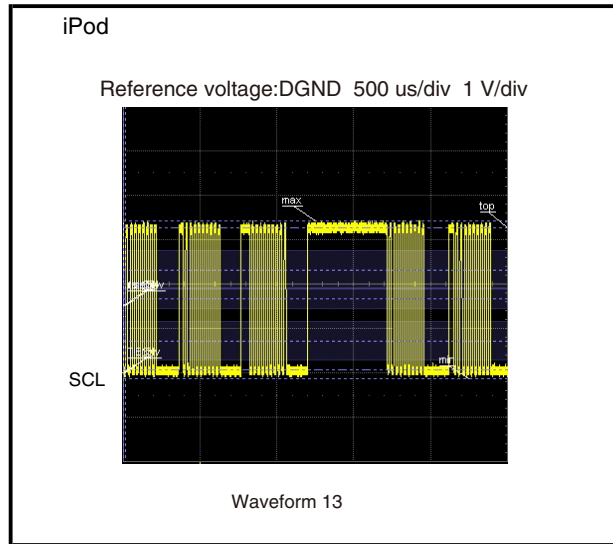 iPod
Reference voltage:DGND 500 us/div 1 V/div
max
top
min
SCL
Waveform 13